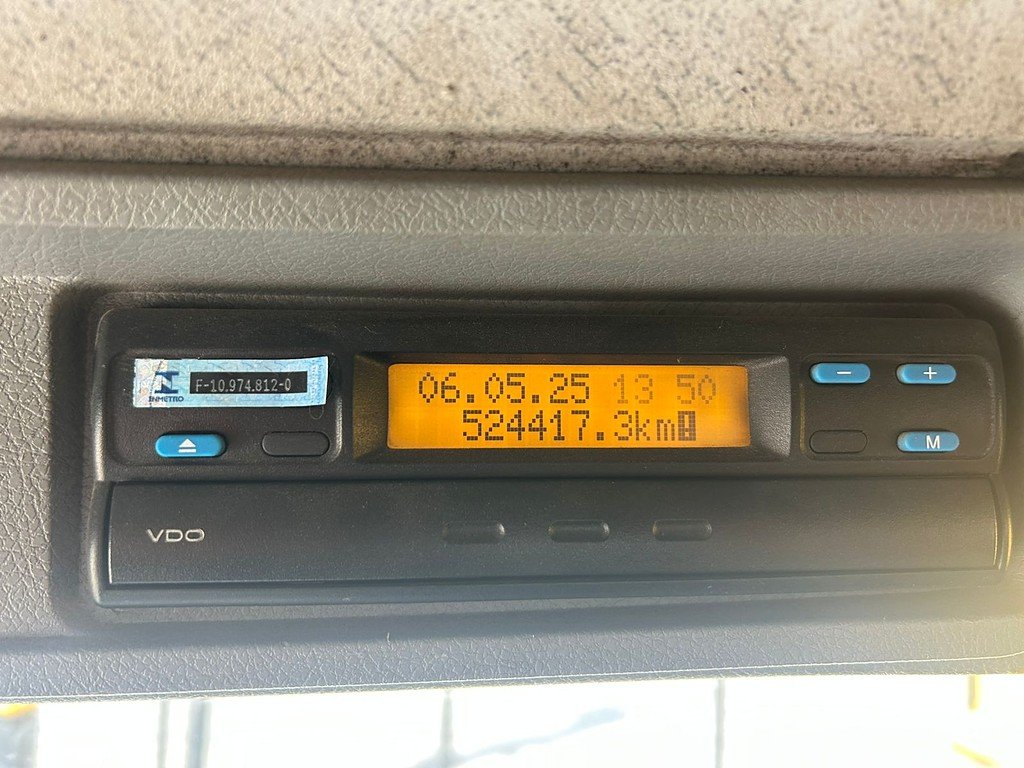 INMETRO
F-10.974.812-0
06.05.25 13 50
524417.3km!
− +
M
VDO